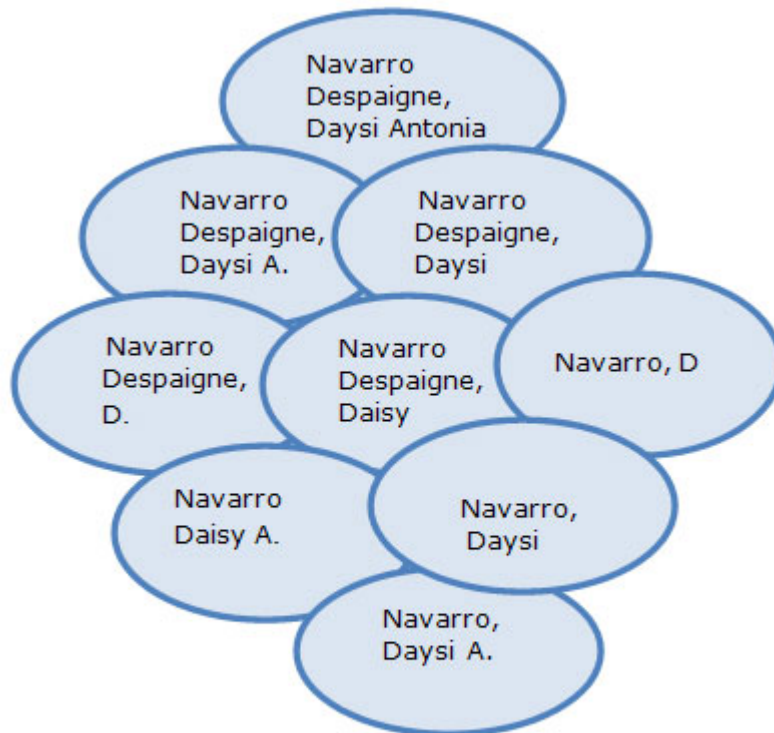 Navarro
Despaigne,
Daysi Antonia
Navarro
Despaigne,
Daysi A.
Navarro
Despaigne,
Daysi
Navarro
Despaigne,
D.
Navarro
Despaigne,
Daisy
Navarro, D
Navarro
Daisy A.
Navarro,
Daysi
Navarro,
Daysi A.